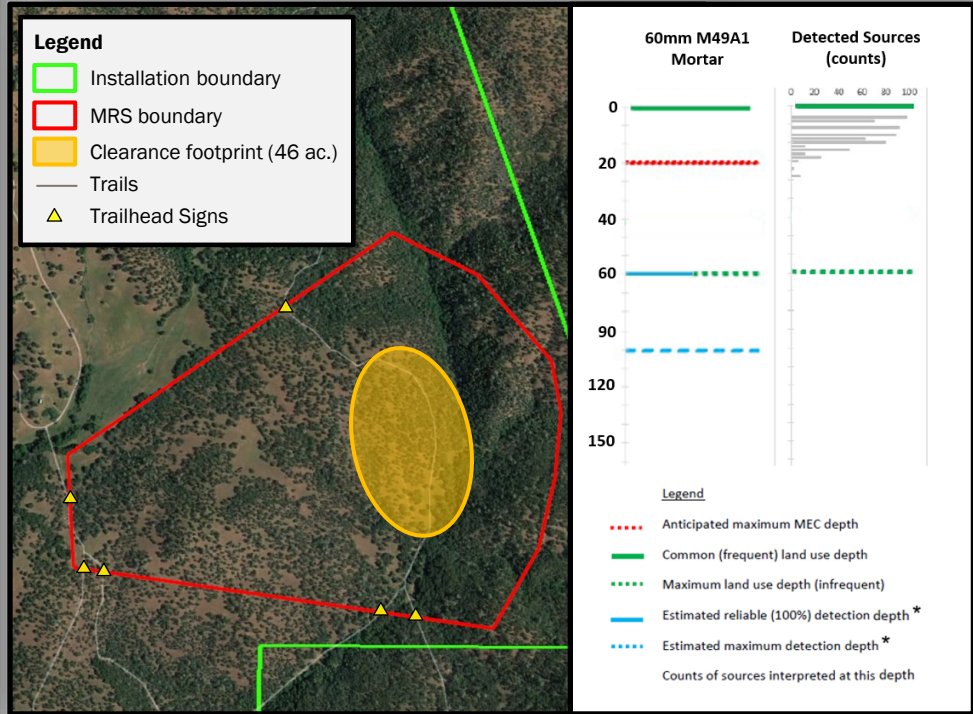 Legend
Installation boundary
MRS boundary
Clearance footprint (46 ac.)
Trails
Trailhead Signs
60mm M49A1
Mortar
Detected Sources
(counts)
0 20 40 60 80 100
0
20
40
60
90
120
150
Legend
Anticipated maximum MEC depth
Common (frequent) land use depth
Maximum land use depth (infrequent)
Estimated reliable (100%) detection depth *
Estimated maximum detection depth *
Counts of sources interpreted at this depth